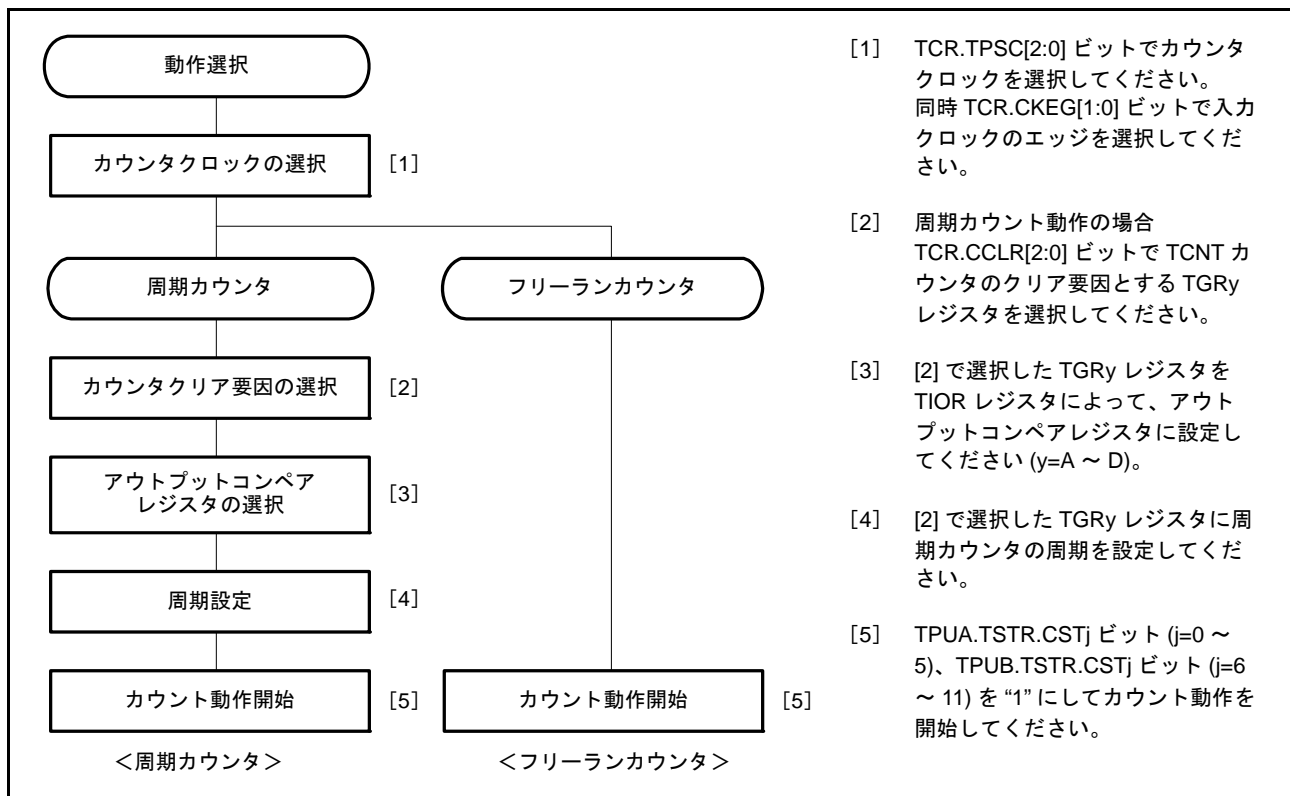 動作選択
カウンタクロックの選択 [1]
周期カウンタ フリーランカウンタ
カウンタクリア要因の選択 [2]
アウトプットコンペア
レジスタの選択 [3]
周期設定 [4]
カウント動作開始 [5] カウント動作開始 [5]
<周期カウンタ> <フリーランカウンタ>
[1] TCR.TPSC[2:0] ビットでカウンタ
クロックを選択してください。
同時 TCR.CKEG[1:0] ビットで入力
クロックのエッジを選択してくだ
さい。
[2] 周期カウント動作の場合
TCR.CCLR[2:0] ビットで TCNT カ
ウンタのクリア要因とする TGRy
レジスタを選択してください。
[3] [2] で選択した TGRy レジスタを
TIOR レジスタによって、アウト
プットコンペアレジスタに設定し
てください (y=A ~ D)。
[4] [2] で選択した TGRy レジスタに周
期カウンタの周期を設定してくだ
さい。
[5] TPUA.TSTR.CSTj ビット (j=0 ~
5)、TPUB.TSTR.CSTj ビット (j=6
~ 11) を “1” にしてカウント動作を
開始してください。